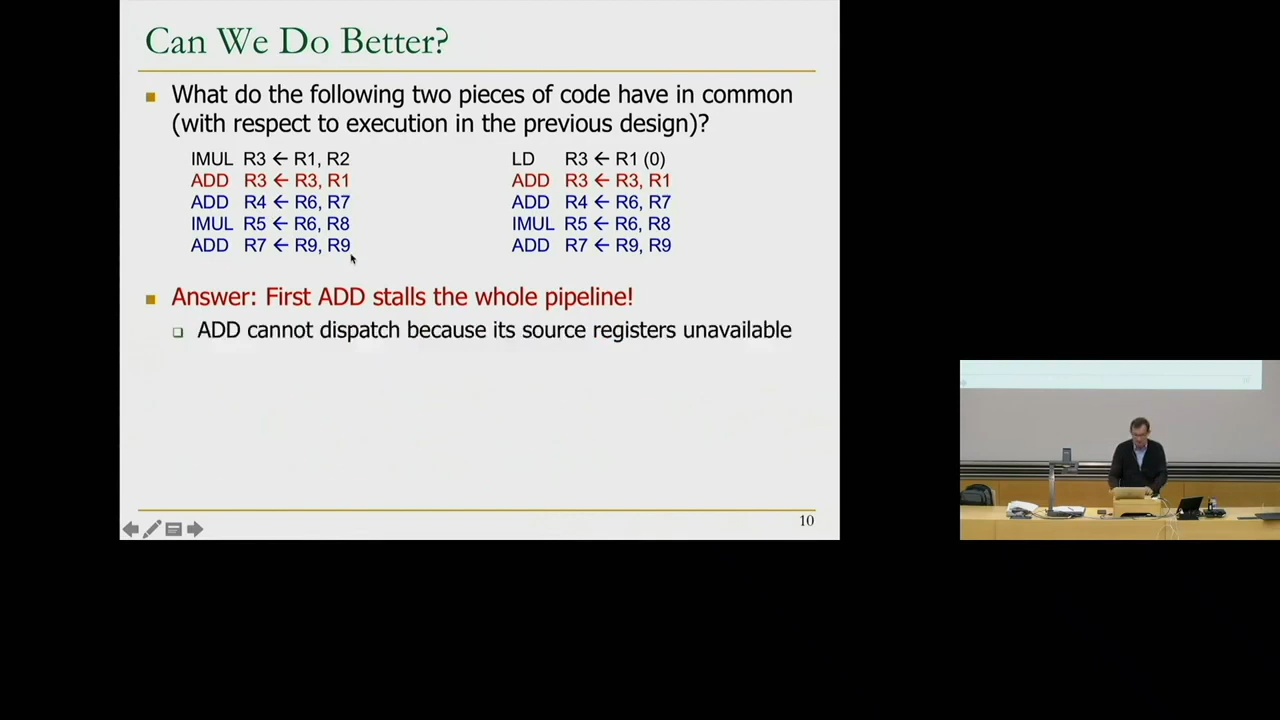 Can We Do Better?
What do the following two pieces of code have in common
(with respect to execution in the previous design)?
IMUL R3 ← R1, R2
ADD R3 ← R3, R1
ADD R4 ← R6, R7
IMUL R5 ← R6, R8
ADD R7 ← R9, R9
LD R3 ← R1 (0)
ADD R3 ← R3, R1
ADD R4 ← R6, R7
IMUL R5 ← R6, R8
ADD R7 ← R9, R9
Answer: First ADD stalls the whole pipeline!
ADD cannot dispatch because its source registers unavailable
10